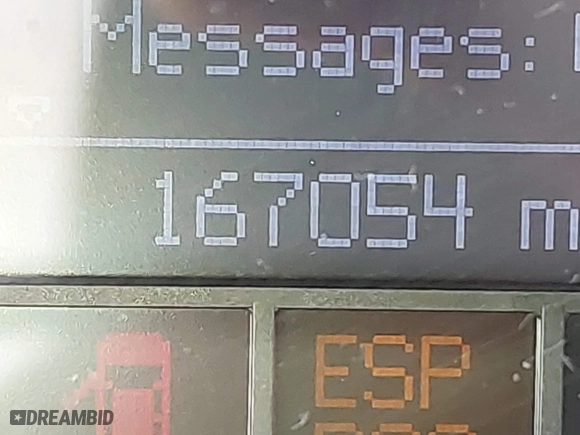 Messages:
167054 m
ESP
DREAMBID